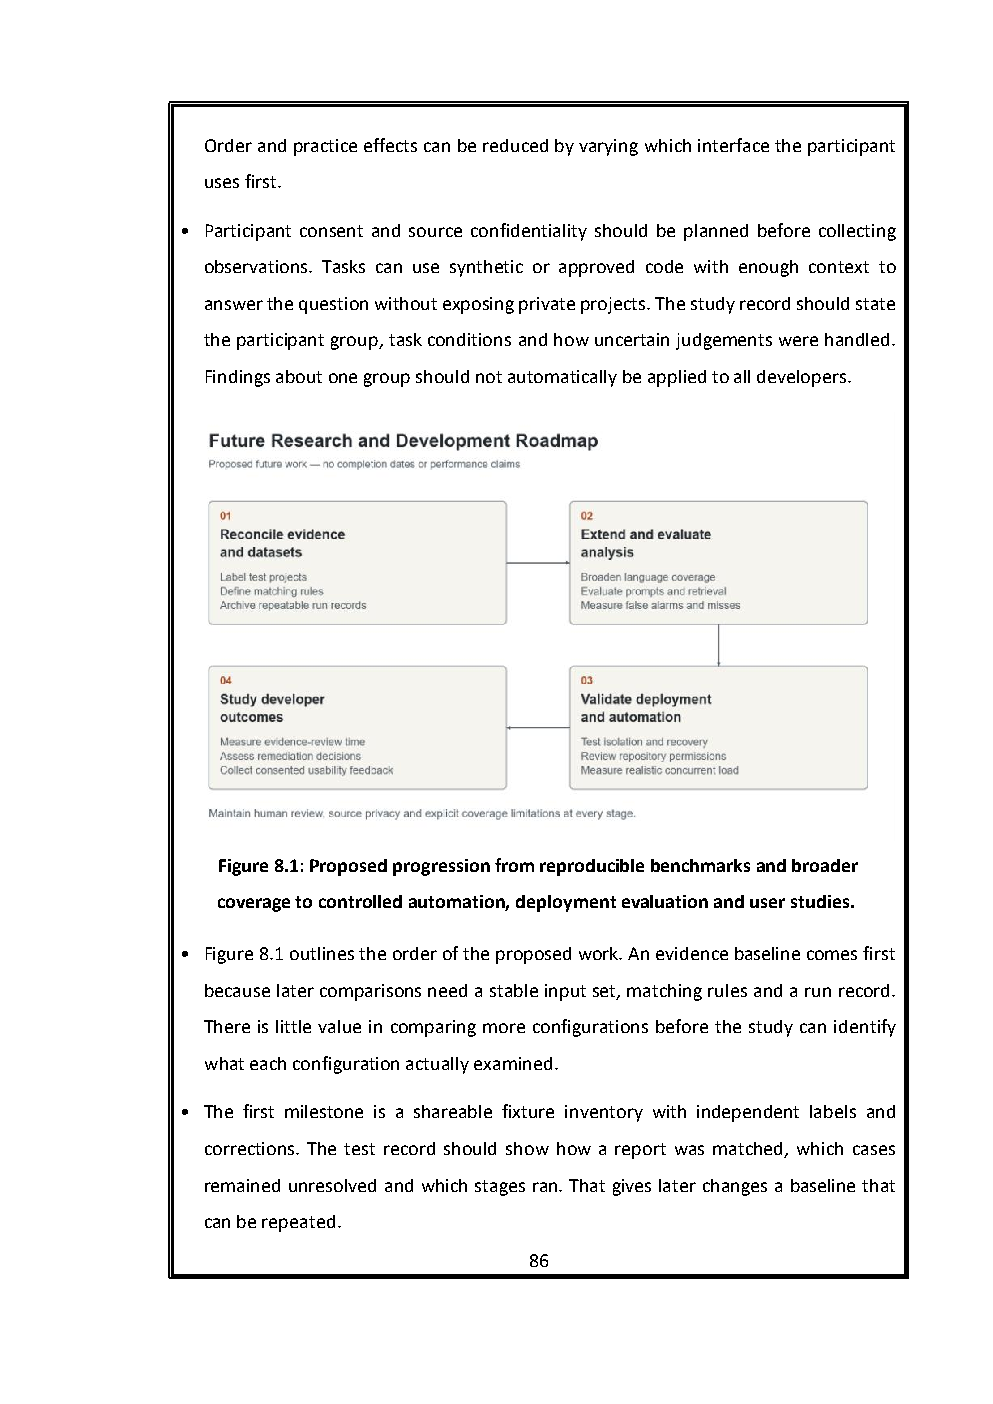 Order and practice effects can be reduced by varying which interface the participant
uses first.
• Participant consent and source confidentiality should be planned before collecting
observations. Tasks can use synthetic or approved code with enough context to
answer the question without exposing private projects. The study record should state
the participant group, task conditions and how uncertain judgements were handled.
Findings about one group should not automatically be applied to all developers.
Future Research and Development Roadmap
Proposed future work — no completion dates or performance claims
01
Reconcile evidence
and datasets
Label test projects
Define matching rules
Archive repeatable run records
02
Extend and evaluate
analysis
Broaden language coverage
Evaluate prompts and retrieval
Measure false alarms and misses
04
Study developer
outcomes
Measure evidence-review time
Assess remediation decisions
Collect consented usability feedback
03
Validate deployment
and automation
Test isolation and recovery
Review repository permissions
Measure realistic concurrent load
Maintain human review, source privacy and explicit coverage limitations at every stage.
Figure 8.1: Proposed progression from reproducible benchmarks and broader
coverage to controlled automation, deployment evaluation and user studies.
• Figure 8.1 outlines the order of the proposed work. An evidence baseline comes first
because later comparisons need a stable input set, matching rules and a run record.
There is little value in comparing more configurations before the study can identify
what each configuration actually examined.
• The first milestone is a shareable fixture inventory with independent labels and
corrections. The test record should show how a report was matched, which cases
remained unresolved and which stages ran. That gives later changes a baseline that
can be repeated.
86